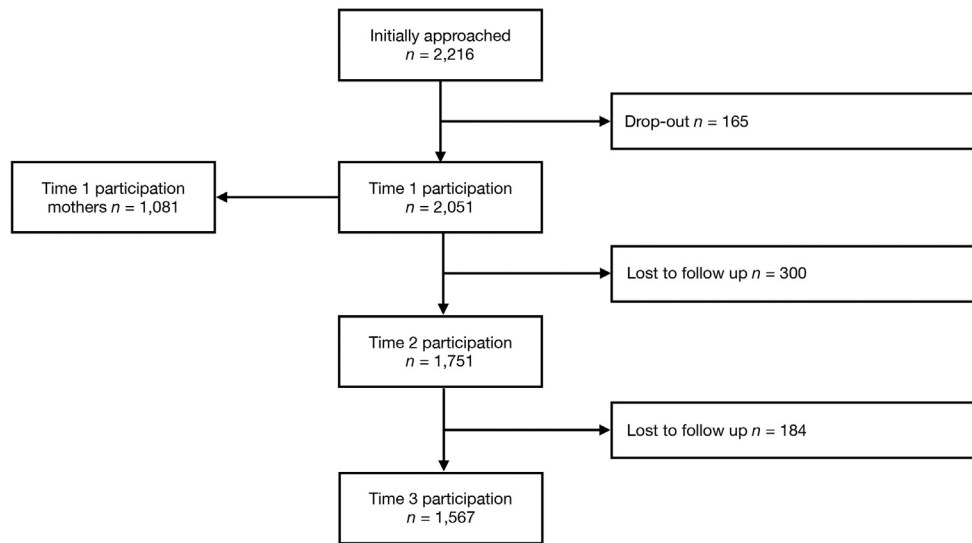 Initially approached
n = 2,216
Drop-out n = 165
Time 1 participation
mothers n = 1,081
Time 1 participation
n = 2,051
Lost to follow up n = 300
Time 2 participation
n = 1,751
Lost to follow up n = 184
Time 3 participation
n = 1,567